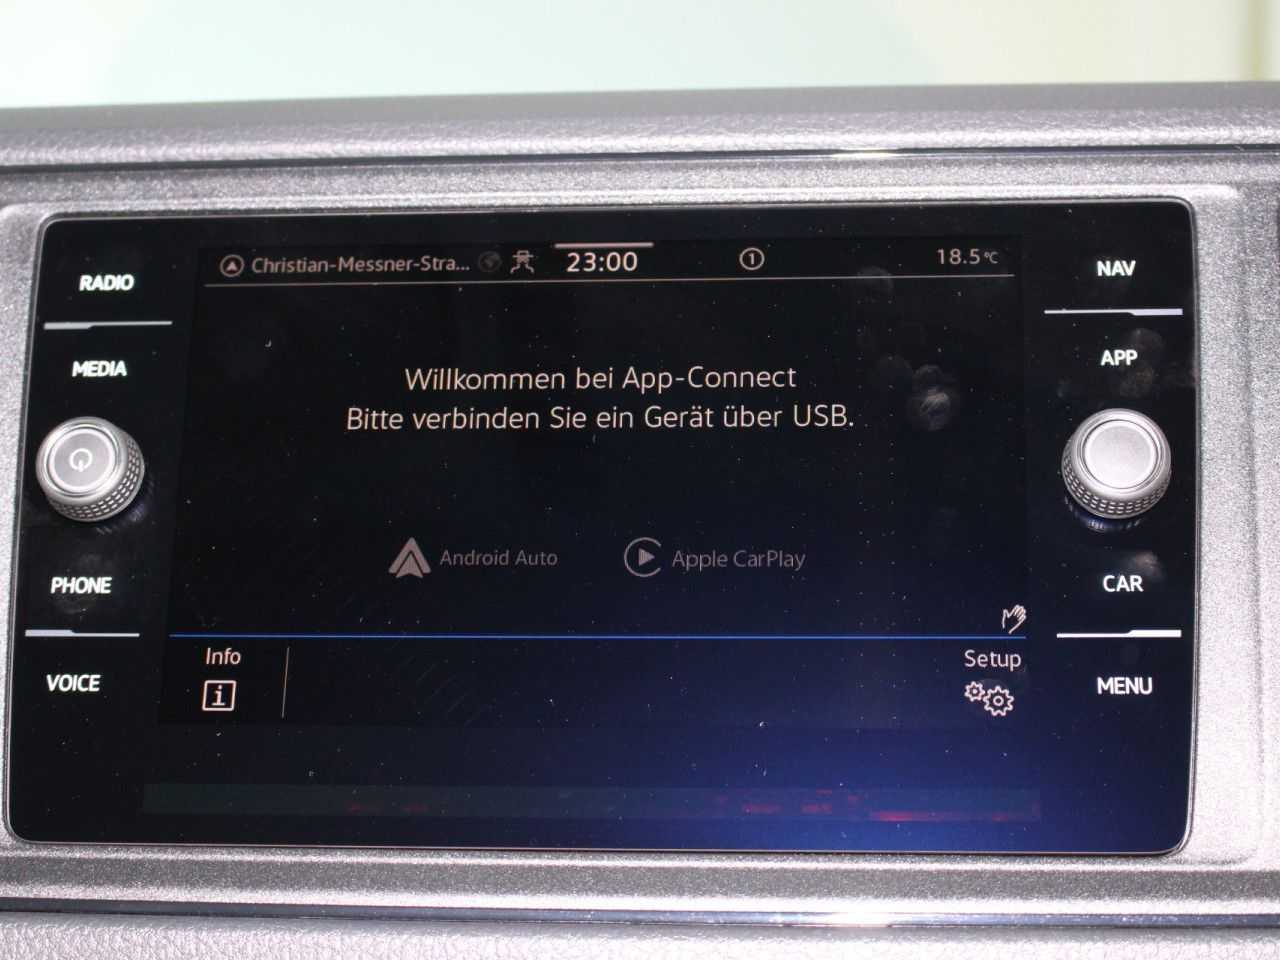 Christian-Messner-Stra... 23:00 1 18.5 °C
RADIO
MEDIA
PHONE
VOICE
Willkommen bei App-Connect
Bitte verbinden Sie ein Gerät über USB.
Android Auto
Apple CarPlay
Info
i
Setup
NAV
APP
CAR
MENU